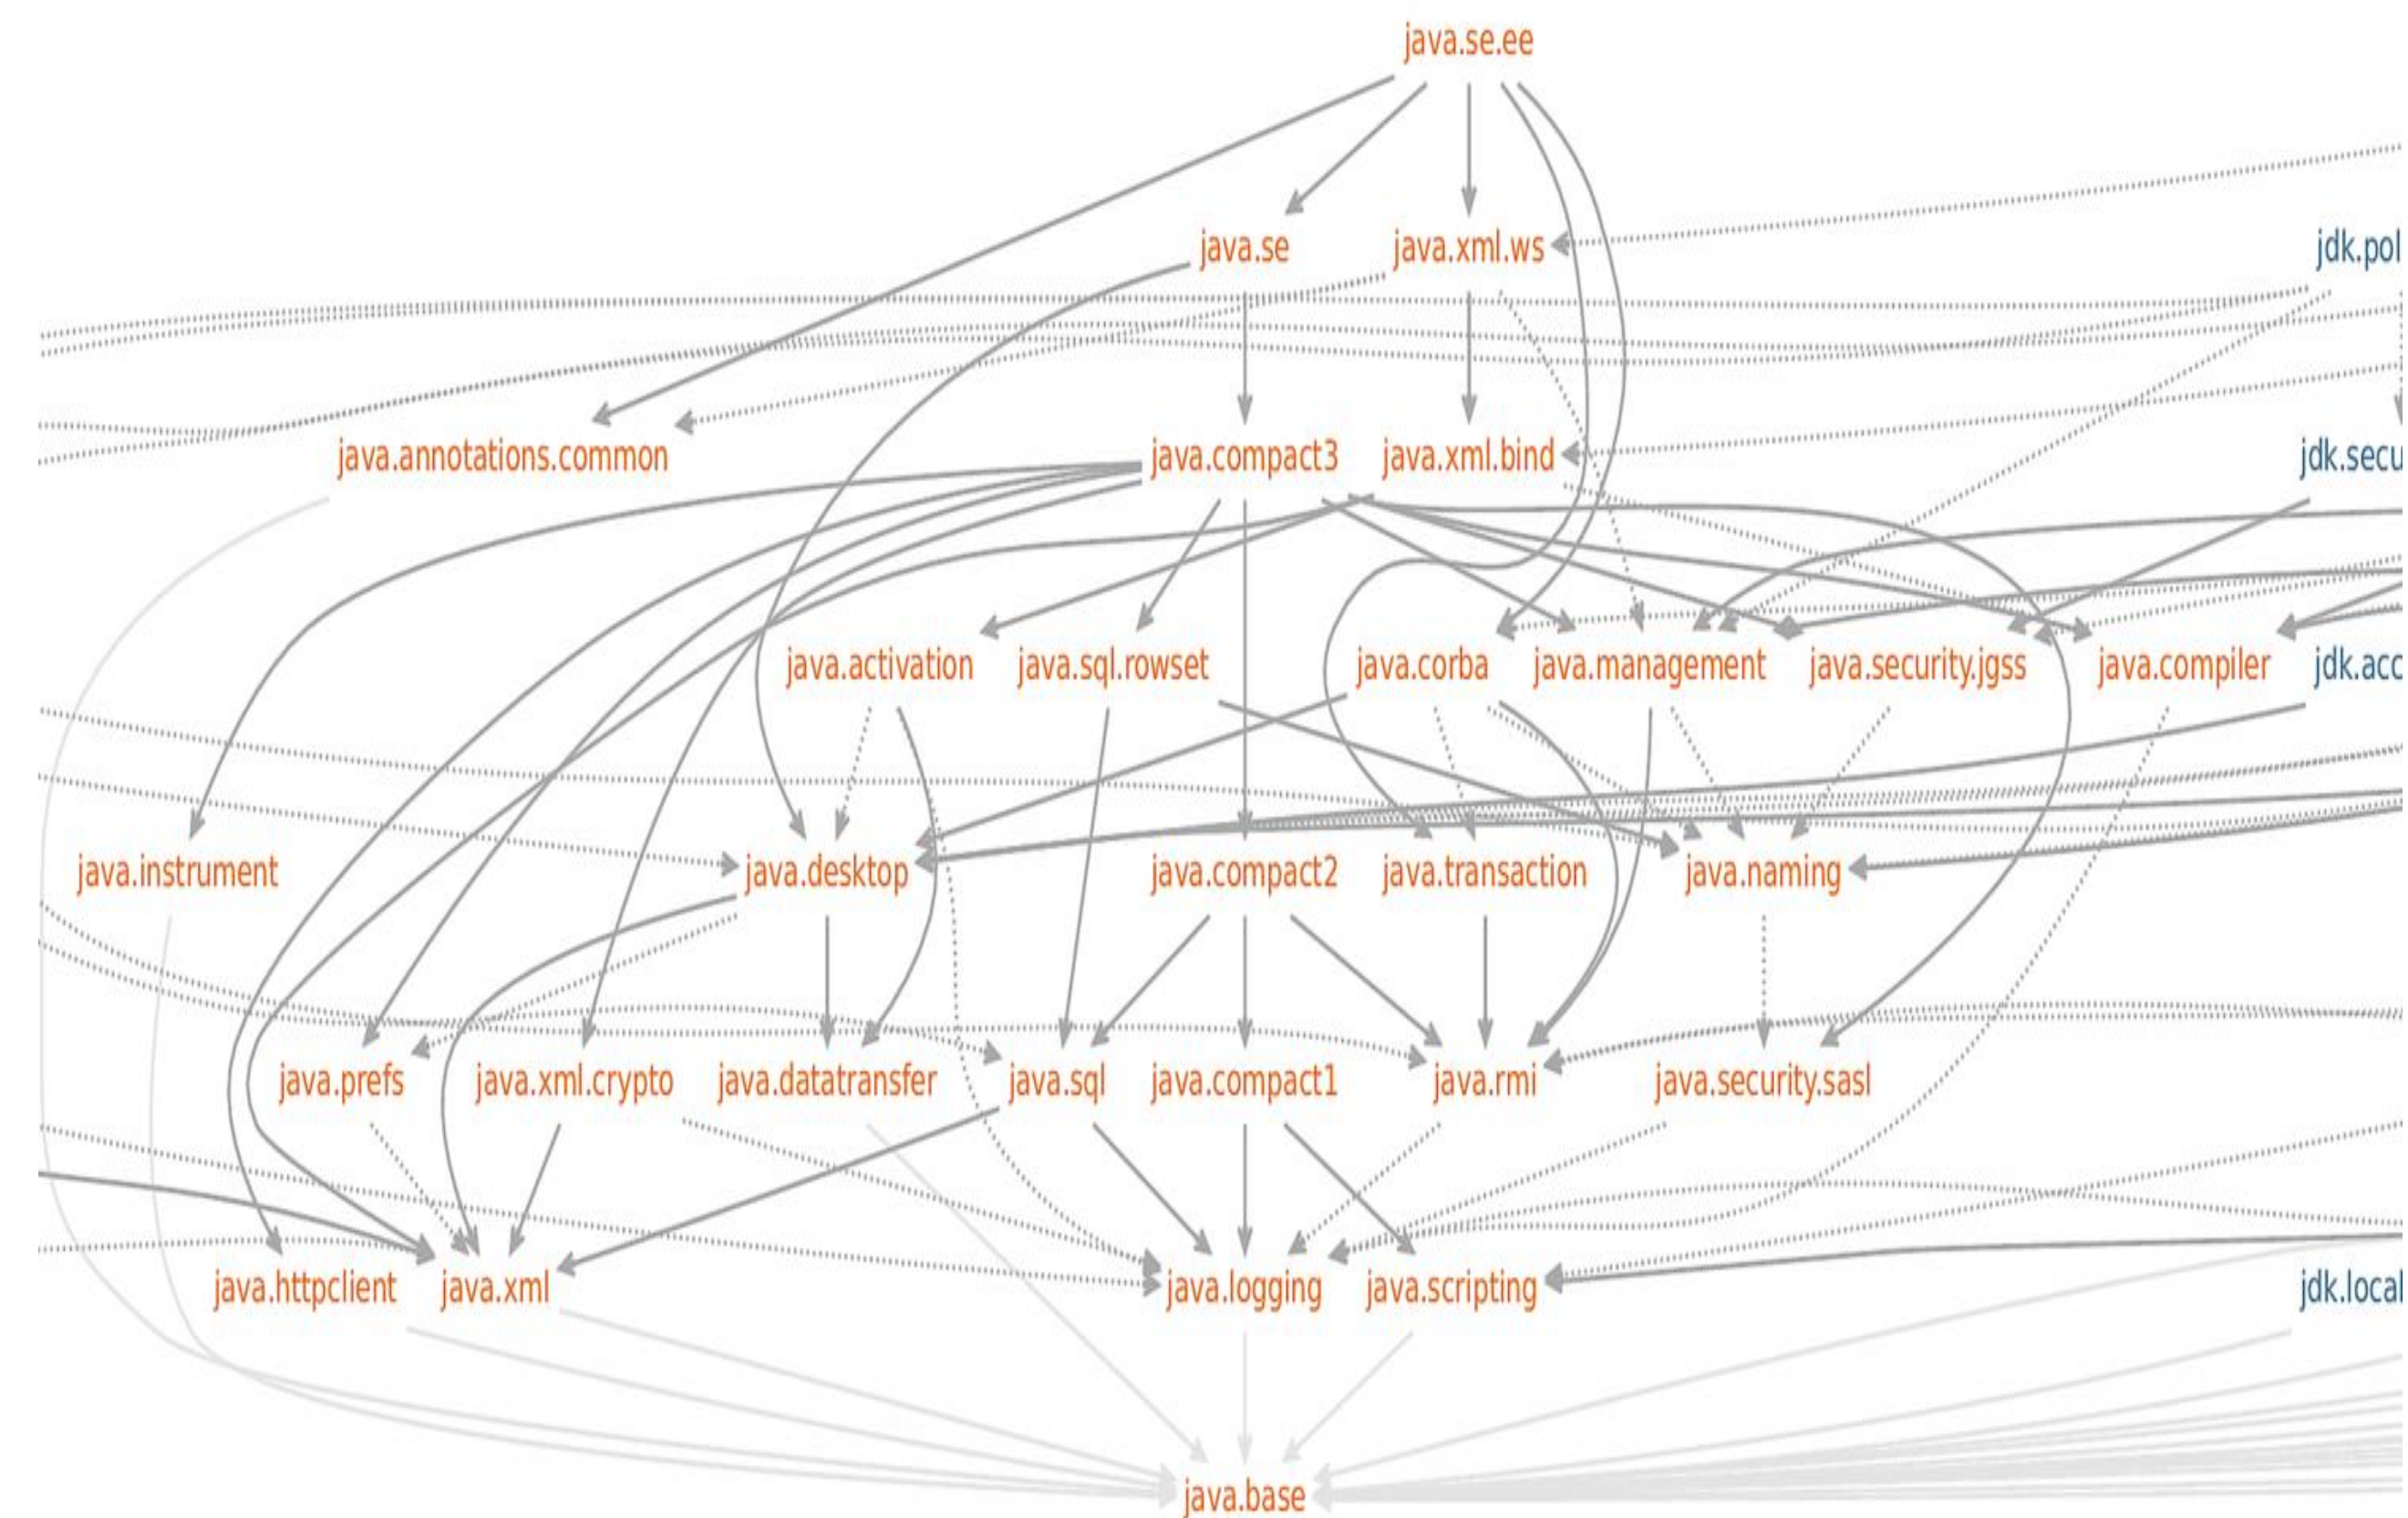 java.se.ee
java.se
java.xml.ws
jdk.pol
java.annotations.common
java.compact3
java.xml.bind
jdk.secu
java.activation
java.sql.rowset
java.corba
java.management
java.security.jgss
java.compiler
jdk.acc
java.instrument
java.desktop
java.compact2
java.transaction
java.naming
java.prefs
java.xml.crypto
java.datatransfer
java.sql
java.compact1
java.rmi
java.security.sasl
java.httpclient
java.xml
java.logging
java.scripting
jdk.local
java.base